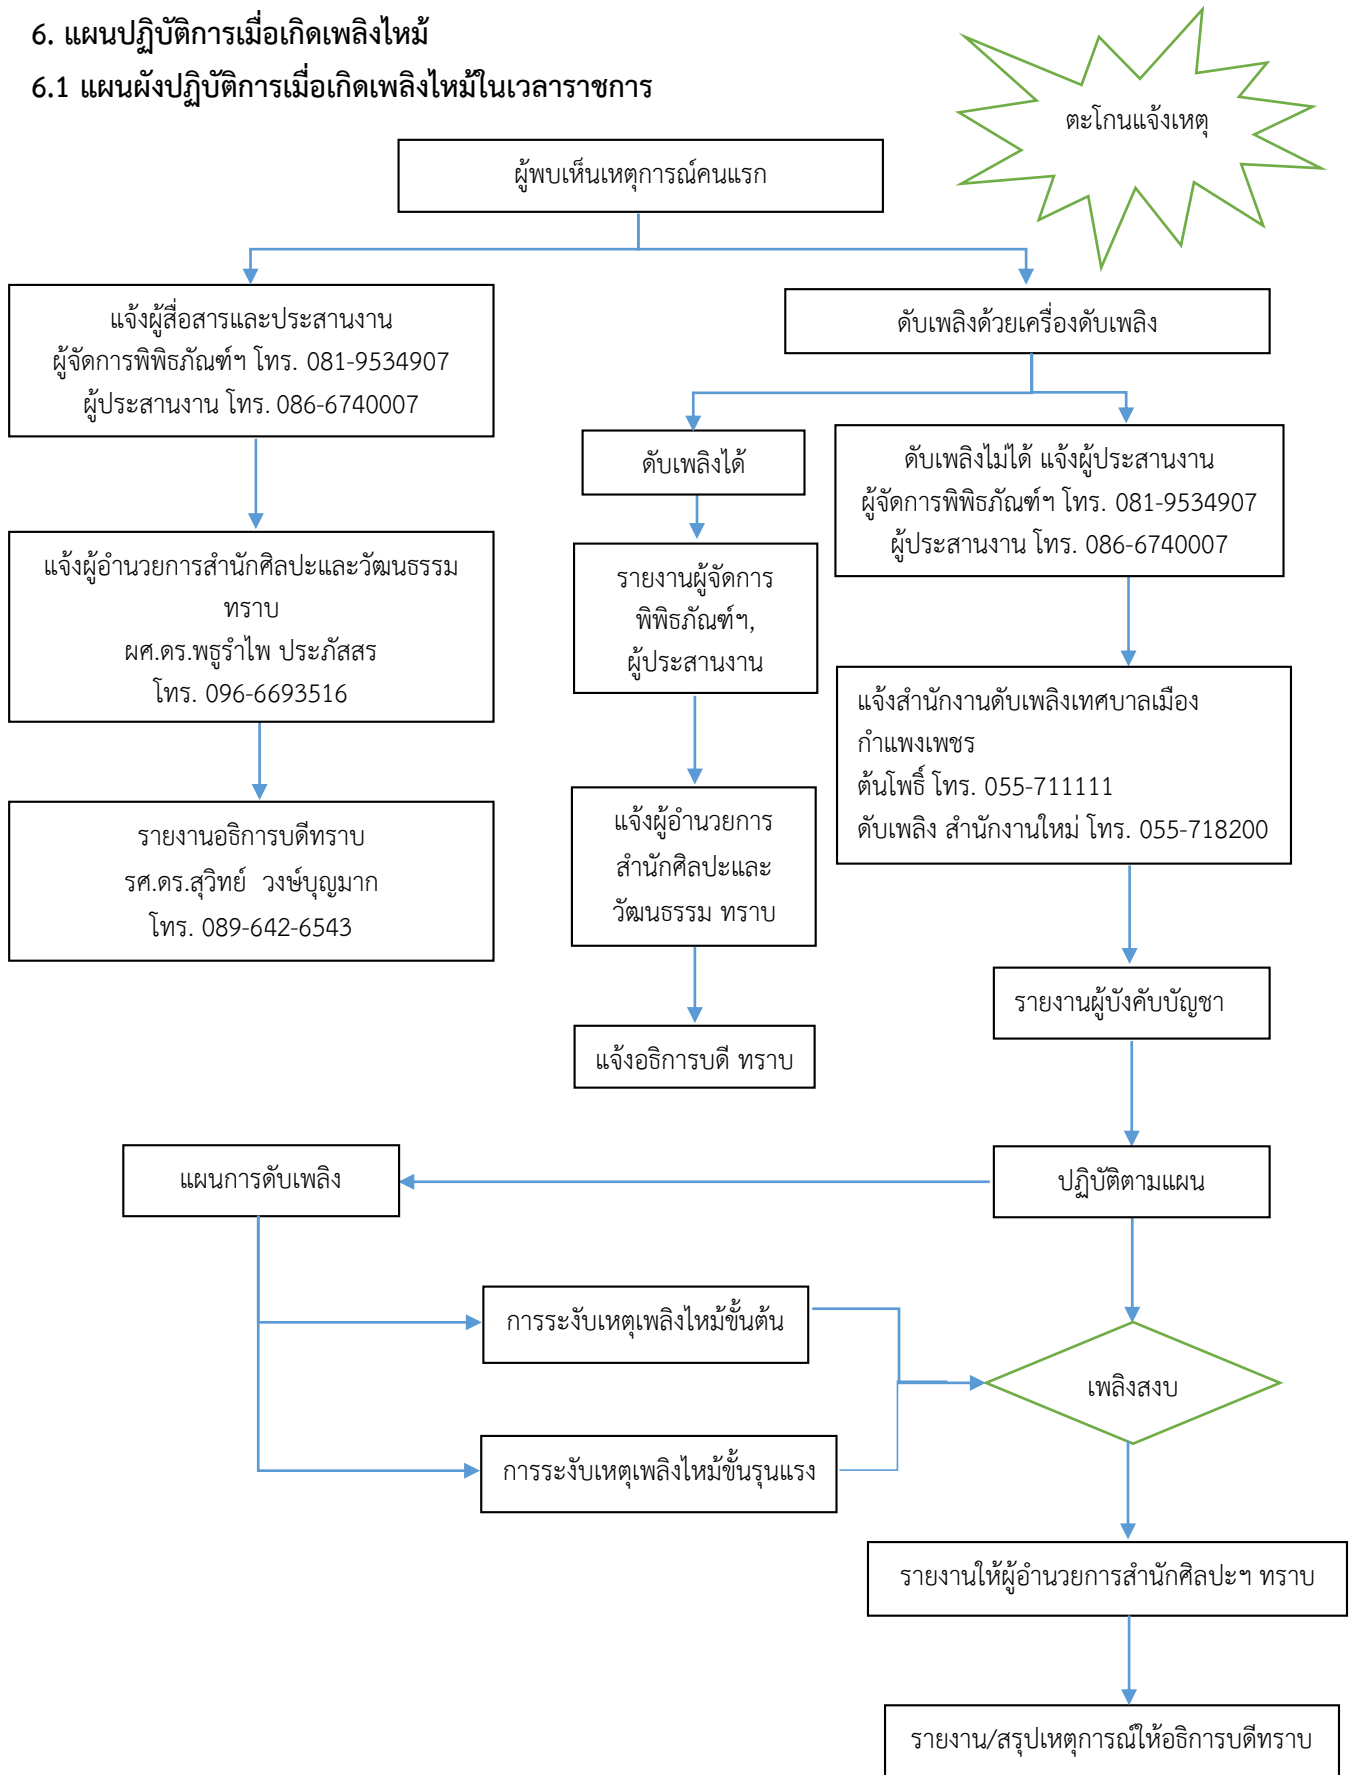 6. แผนปฏิบัติการเมื่อเกิดเพลิงไหม้
6.1 แผนผังปฏิบัติการเมื่อเกิดเพลิงไหม้ในเวลาราชการ
ตะโกนแจ้งเหตุ
ผู้พบเห็นเหตุการณ์คนแรก
แจ้งผู้สื่อสารและประสานงาน
ผู้จัดการพิพิธภัณฑ์ฯ โทร. 081-9534907
ผู้ประสานงาน โทร. 086-6740007
ดับเพลิงด้วยเครื่องดับเพลิง
ดับเพลิงได้
ดับเพลิงไม่ได้ แจ้งผู้ประสานงาน
ผู้จัดการพิพิธภัณฑ์ฯ โทร. 081-9534907
ผู้ประสานงาน โทร. 086-6740007
แจ้งผู้อำนวยการสำนักศิลปะและวัฒนธรรม
ทราบ
ผศ.ดร.พธูรำไพ ประภัสสร
โทร. 096-6693516
รายงานผู้จัดการ
พิพิธภัณฑ์ฯ,
ผู้ประสานงาน
แจ้งสำนักงานดับเพลิงเทศบาลเมือง
กำแพงเพชร
ต้นโพธิ์ โทร. 055-711111
ดับเพลิง สำนักงานใหม่ โทร. 055-718200
รายงานอธิการบดีทราบ
รศ.ดร.สุวิทย์ วงษ์บุญมาก
โทร. 089-642-6543
แจ้งผู้อำนวยการ
สำนักศิลปะและ
วัฒนธรรม ทราบ
รายงานผู้บังคับบัญชา
แจ้งอธิการบดี ทราบ
แผนการดับเพลิง
ปฏิบัติตามแผน
การระงับเหตุเพลิงไหม้ขั้นต้น
เพลิงสงบ
การระงับเหตุเพลิงไหม้ขั้นรุนแรง
รายงานให้ผู้อำนวยการสำนักศิลปะฯ ทราบ
รายงาน/สรุปเหตุการณ์ให้อธิการบดีทราบ